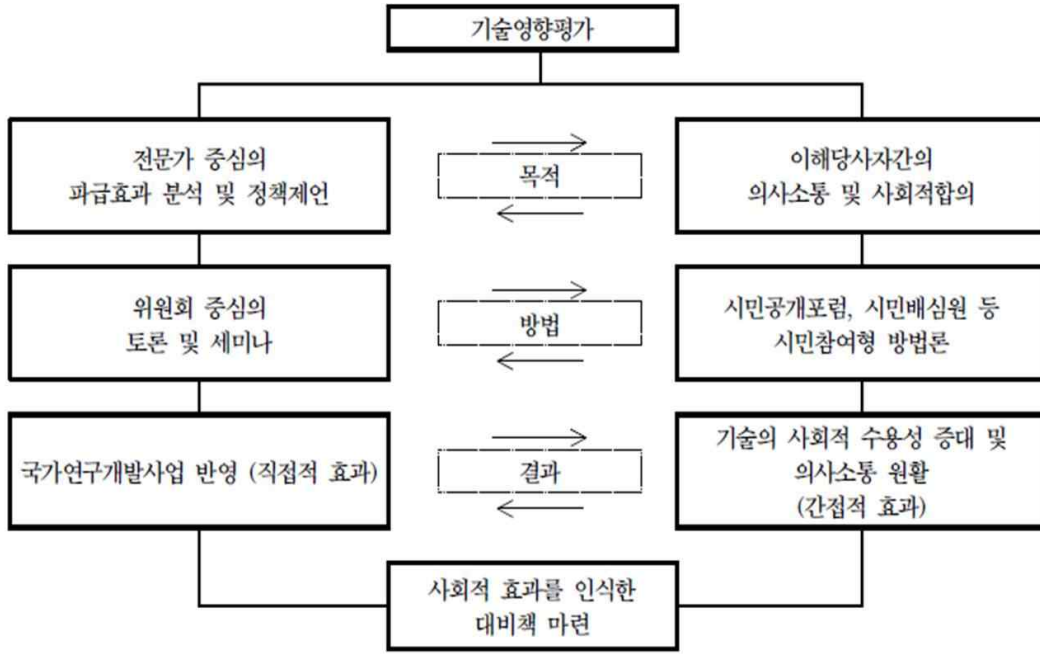 기술영향평가
전문가 중심의
파급효과 분석 및 정책제언
목적
이해당사자간의
의사소통 및 사회적합의
위원회 중심의
토론 및 세미나
방법
시민공개포럼, 시민배심원 등
시민참여형 방법론
국가연구개발사업 반영 (직접적 효과)
결과
기술의 사회적 수용성 증대 및
의사소통 원활
(간접적 효과)
사회적 효과를 인식한
대비책 마련